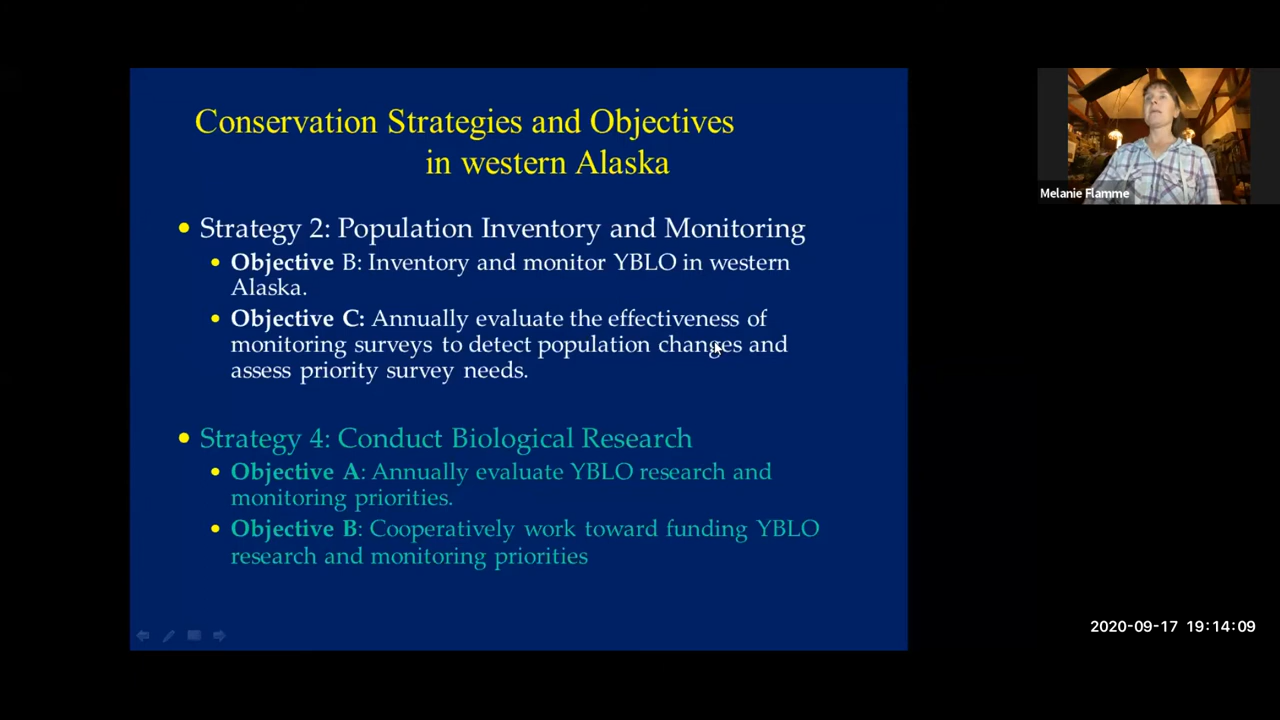 Conservation Strategies and Objectives
in western Alaska
• Strategy 2: Population Inventory and Monitoring
• Objective B: Inventory and monitor YBLO in western
Alaska.
• Objective C: Annually evaluate the effectiveness of
monitoring surveys to detect population changes and
assess priority survey needs.
• Strategy 4: Conduct Biological Research
• Objective A: Annually evaluate YBLO research and
monitoring priorities.
• Objective B: Cooperatively work toward funding YBLO
research and monitoring priorities
Melanie Flamme
2020-09-17 19:14:09